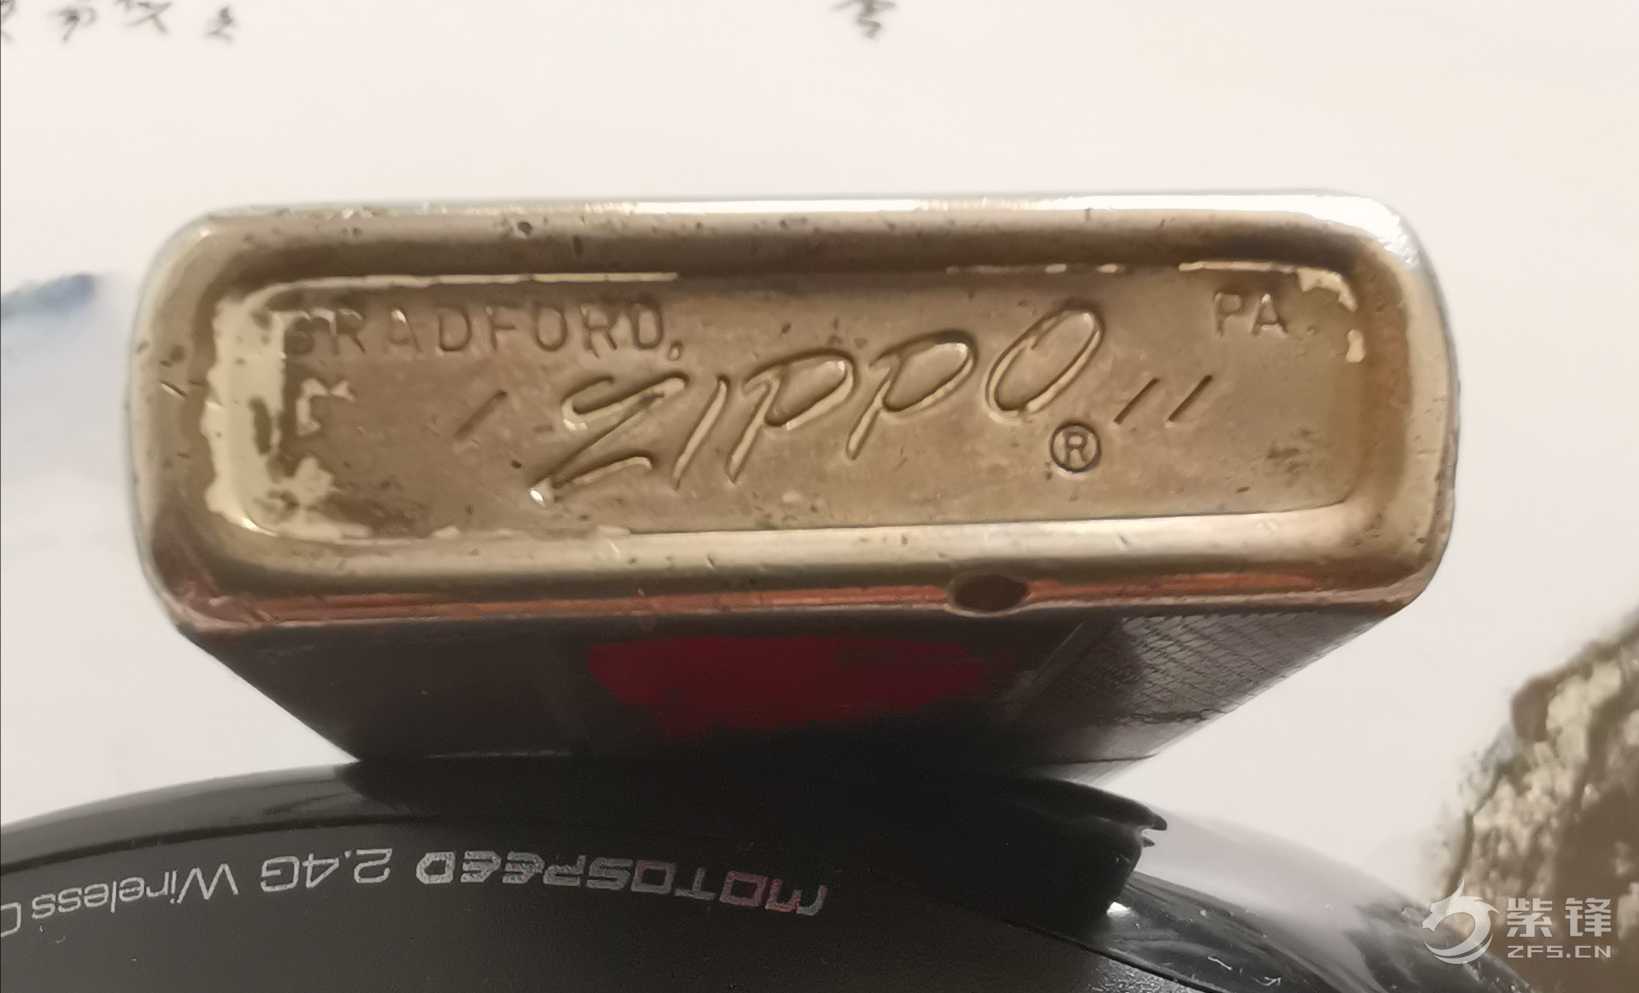 BRADFORD, PA.
/ ZIPPO ® //
MOTOSPEED 2.4G Wireless
紫锋
ZFS.CN